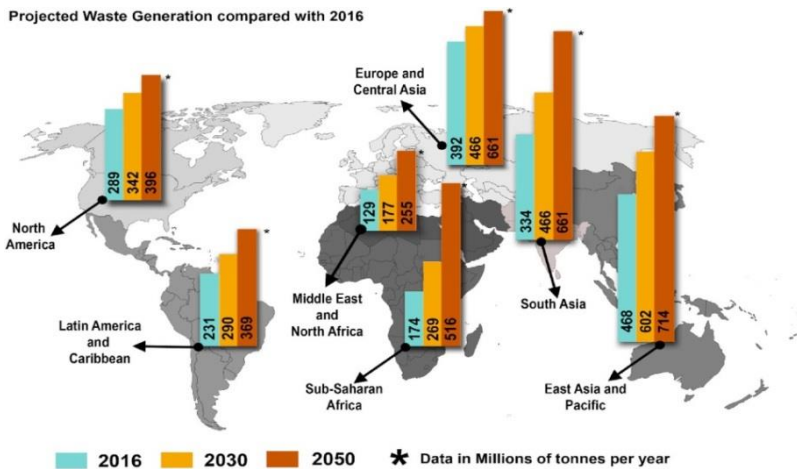 Projected Waste Generation compared with 2016
*
289
342
396
North
America
*
231
290
369
Latin America
and
Caribbean
*
392
466
661
Europe and
Central Asia
*
129
177
255
Middle East
and
North Africa
*
174
269
516
Sub-Saharan
Africa
*
334
466
661
South Asia
*
468
602
714
East Asia and
Pacific
2016 2030 2050 * Data in Millions of tonnes per year